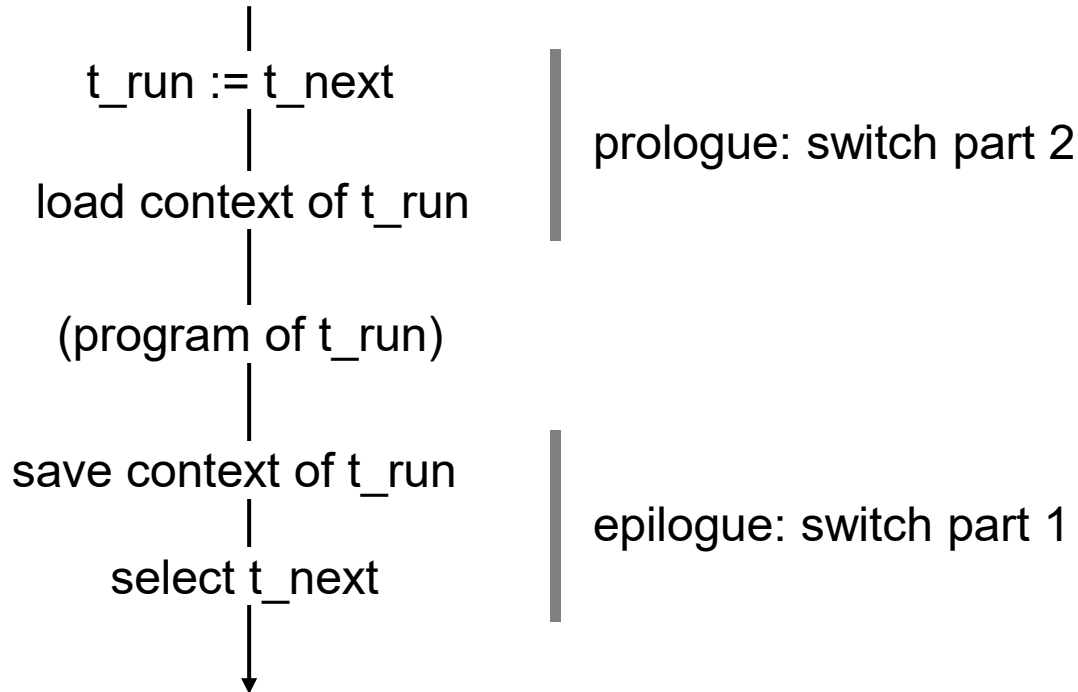 t_run := t_next
prologue: switch part 2
load context of t_run
(program of t_run)
save context of t_run
epilogue: switch part 1
select t_next